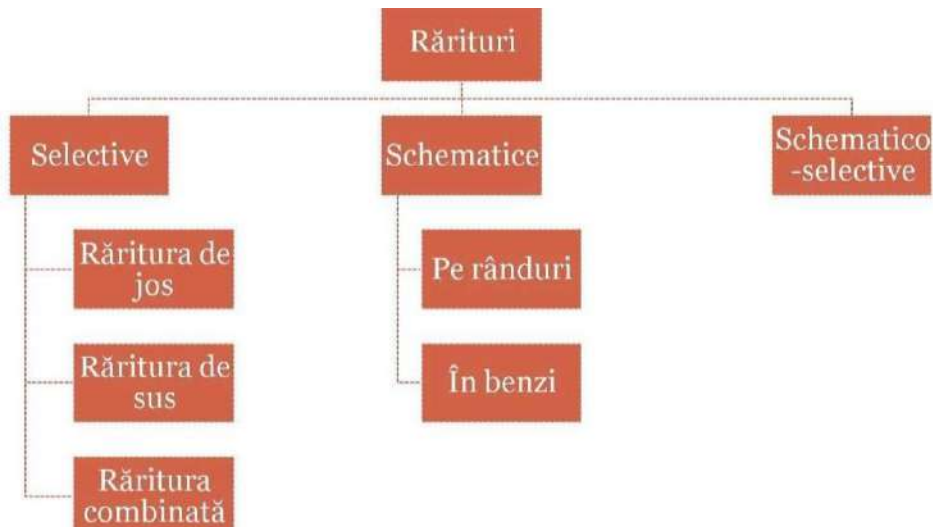 Rărituri
Selective
Schematice
Schematico
-selective
Răritura de
jos
Răritura de
sus
Răritura
combinată
Pe rânduri
În benzi